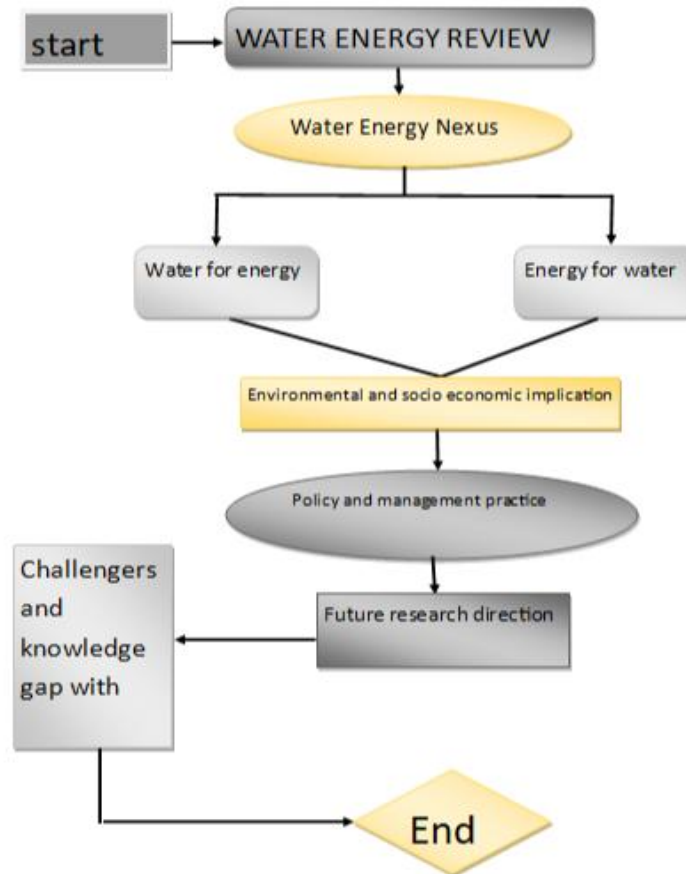 start
WATER ENERGY REVIEW
Water Energy Nexus
Water for energy
Energy for water
Environmental and socio economic implication
Policy and management practice
Future research direction
Challengers
and
knowledge
gap with
End